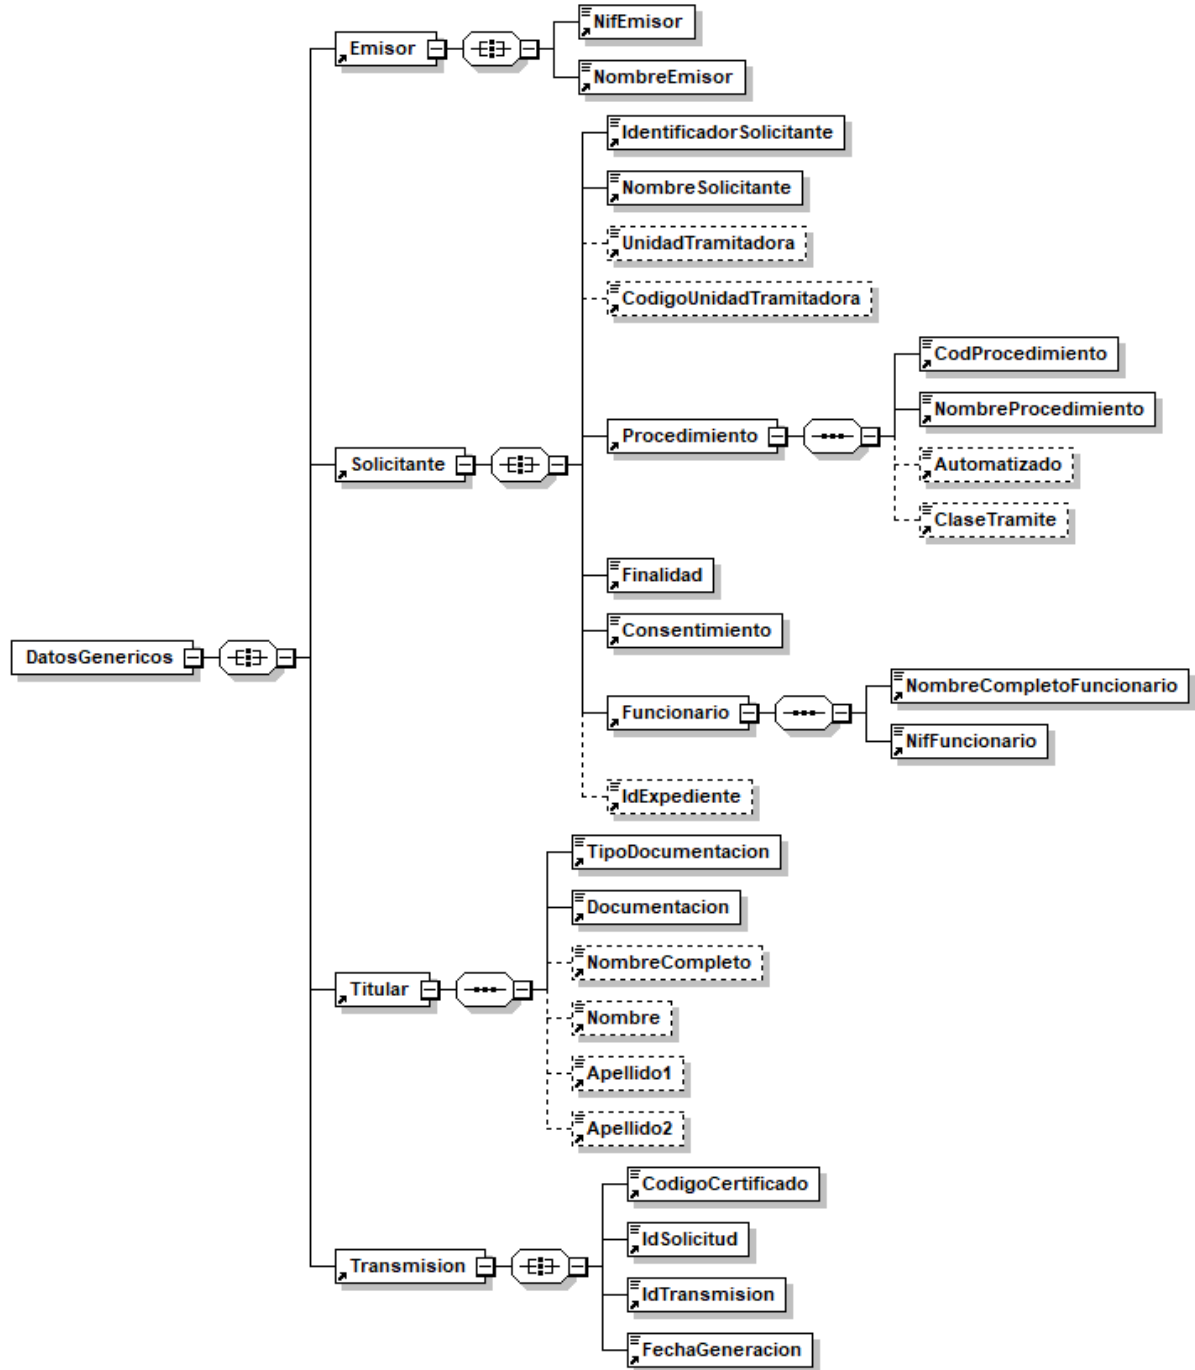 NifEmisor
Emisor
NombreEmisor
IdentificadorSolicitante
NombreSolicitante
UnidadTramitadora
CodigoUnidadTramitadora
CodProcedimiento
NombreProcedimiento
Procedimiento
Solicitante
Automatizado
ClaseTramite
Finalidad
Consentimiento
DatosGenericos
NombreCompletoFuncionario
Funcionario
NifFuncionario
IdExpediente
TipoDocumentacion
Documentacion
NombreCompleto
Titular
Nombre
Apellido1
Apellido2
CodigoCertificado
IdSolicitud
Transmision
IdTransmision
FechaGeneracion